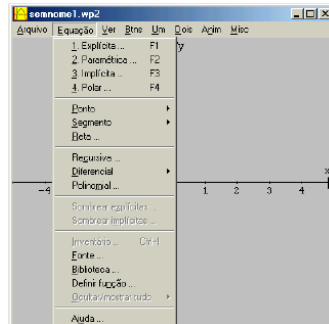 semnome1.wp2
Arquivo Equação Ver Btns Um Dois Anim Misc
1. Explícita ... F1
2. Paramétrica ... F2
3. Implícita ... F3
4. Polar ... F4
Ponto
Segmento
Reta ...
Recursiva ...
Diferencial
Polinomial ...
Sombrear explícitas ...
Sombrear implícitas ...
Inventário ... Ctrl+I
Fonte ...
Biblioteca ...
Definir função ...
Ocultar/mostrar tudo
Ajuda ...
y
x
-4 1 2 3 4